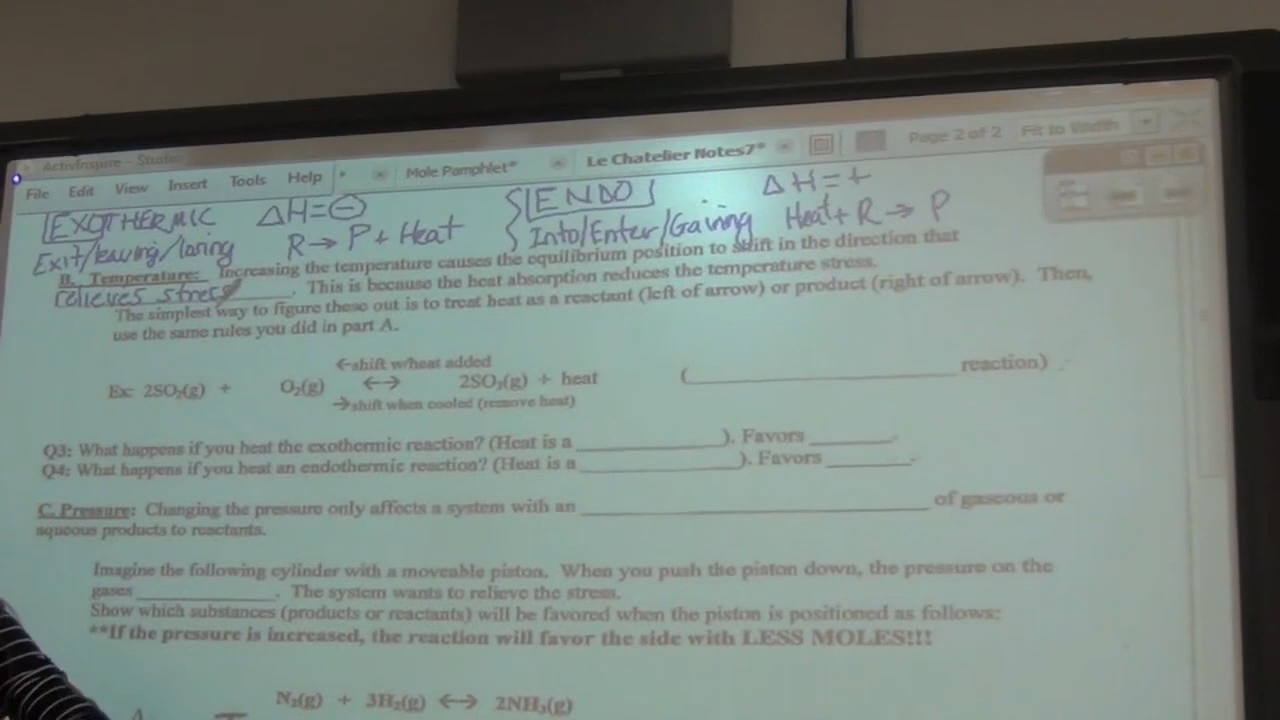 ActivInspire - Studio
File Edit View Insert Tools Help
Mole Pamphlet*
Le Chatelier Notes7*
Page 2 of 2 Fit to Width
EXOTHERMIC ΔH=⊖
ENDO ΔH=+
Exit/leaving/losing R→ P + Heat
Into/Enter/Gaining Heat + R → P
B. Temperature: Increasing the temperature causes the equilibrium position to shift in the direction that
relieves stress. This is because the heat absorption reduces the temperature stress.
The simplest way to figure these out is to treat heat as a reactant (left of arrow) or product (right of arrow). Then,
use the same rules you did in part A.
←shift w/heat added
Ex: 2SO₂(g) + O₂(g) ↔ 2SO₃(g) + heat (____________________ reaction)
→shift when cooled (remove heat)
Q3: What happens if you heat the exothermic reaction? (Heat is a ____________). Favors _______.
Q4: What happens if you heat an endothermic reaction? (Heat is a ____________). Favors _______.
C. Pressure: Changing the pressure only affects a system with an ____________________________ of gaseous or
aqueous products to reactants.
Imagine the following cylinder with a moveable piston. When you push the piston down, the pressure on the
gases ____________. The system wants to relieve the stress.
Show which substances (products or reactants) will be favored when the piston is positioned as follows:
**If the pressure is increased, the reaction will favor the side with LESS MOLES!!!
N₂(g) + 3H₂(g) ↔ 2NH₃(g)